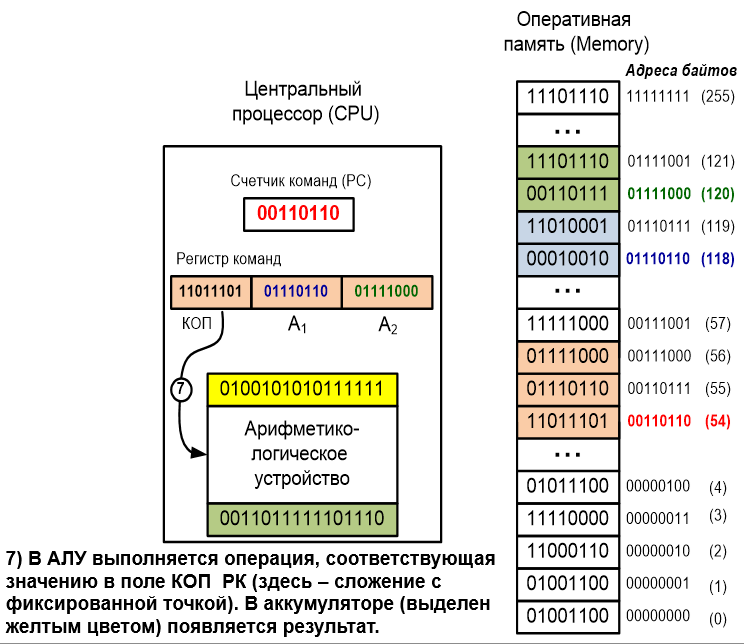 Оперативная
память (Memory)
Адреса байтов
11101110 11111111 (255)
...
11101110 01111001 (121)
00110111 01111000 (120)
11010001 01110111 (119)
00010010 01110110 (118)
...
11111000 00111001 (57)
01111000 00111000 (56)
01110110 00110111 (55)
11011101 00110110 (54)
...
01011100 00000100 (4)
11110000 00000011 (3)
11000110 00000010 (2)
01001100 00000001 (1)
01001100 00000000 (0)
Центральный
процессор (CPU)
Счетчик команд (PC)
00110110
Регистр команд
11011101 01110110 01111000
КОП A1 A2
7
0100101010111111
Арифметико-
логическое
устройство
0011011111101110
7) В АЛУ выполняется операция, соответствующая
значению в поле КОП РК (здесь – сложение с
фиксированной точкой). В аккумуляторе (выделен
желтым цветом) появляется результат.